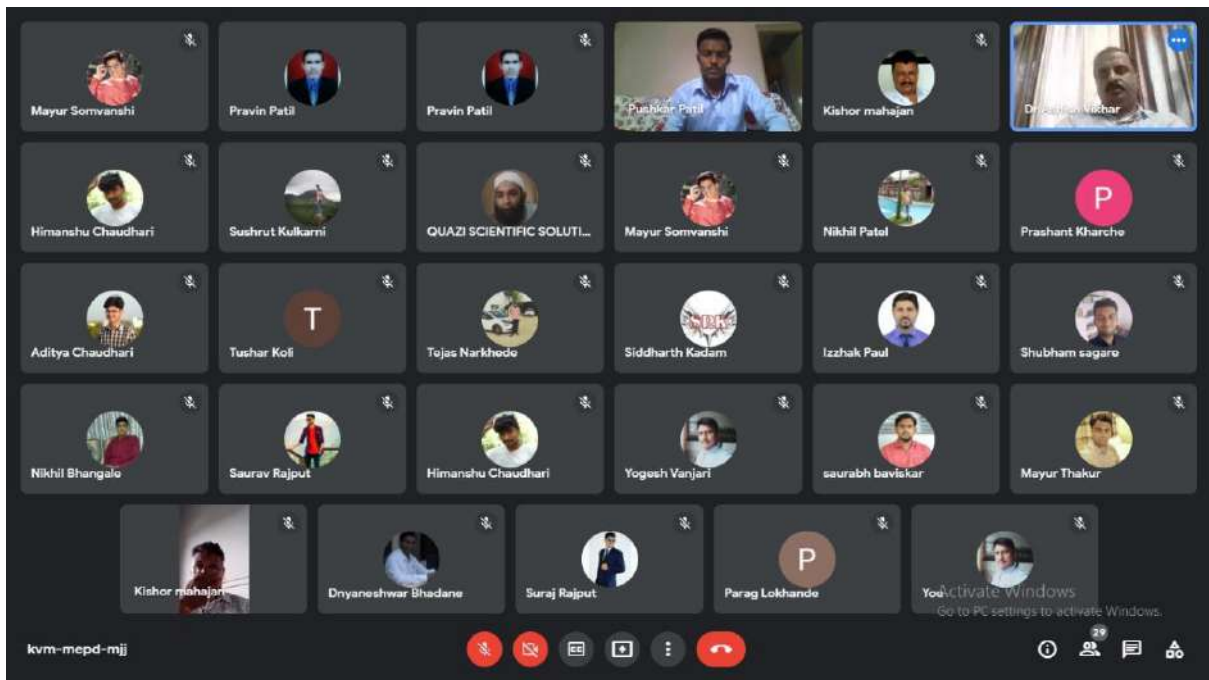 Mayur Somvanshi
Pravin Patil
Pravin Patil
Pushkar Patil
Kishor mahajan
Vikhar
Himanshu Chaudhari
Sushrut Kulkarni
QUAZI SCIENTIFIC SOLUTI...
Mayur Somvanshi
Nikhil Patel
P
Prashant Kharche
Aditya Chaudhari
T
Tushar Koli
Tejas Narkhede
SRK
Siddharth Kadam
Izzhak Paul
Shubham sagare
Nikhil Bhangale
Saurav Rajput
Himanshu Chaudhari
Yogesh Vanjari
saurabh baviskar
Mayur Thakur
Kishor mahajan
Dnyaneshwar Bhadane
Suraj Rajput
P
Parag Lokhande
You
Activate Windows
Go to PC settings to activate Windows.
kvm-mepd-mjj
CC
29